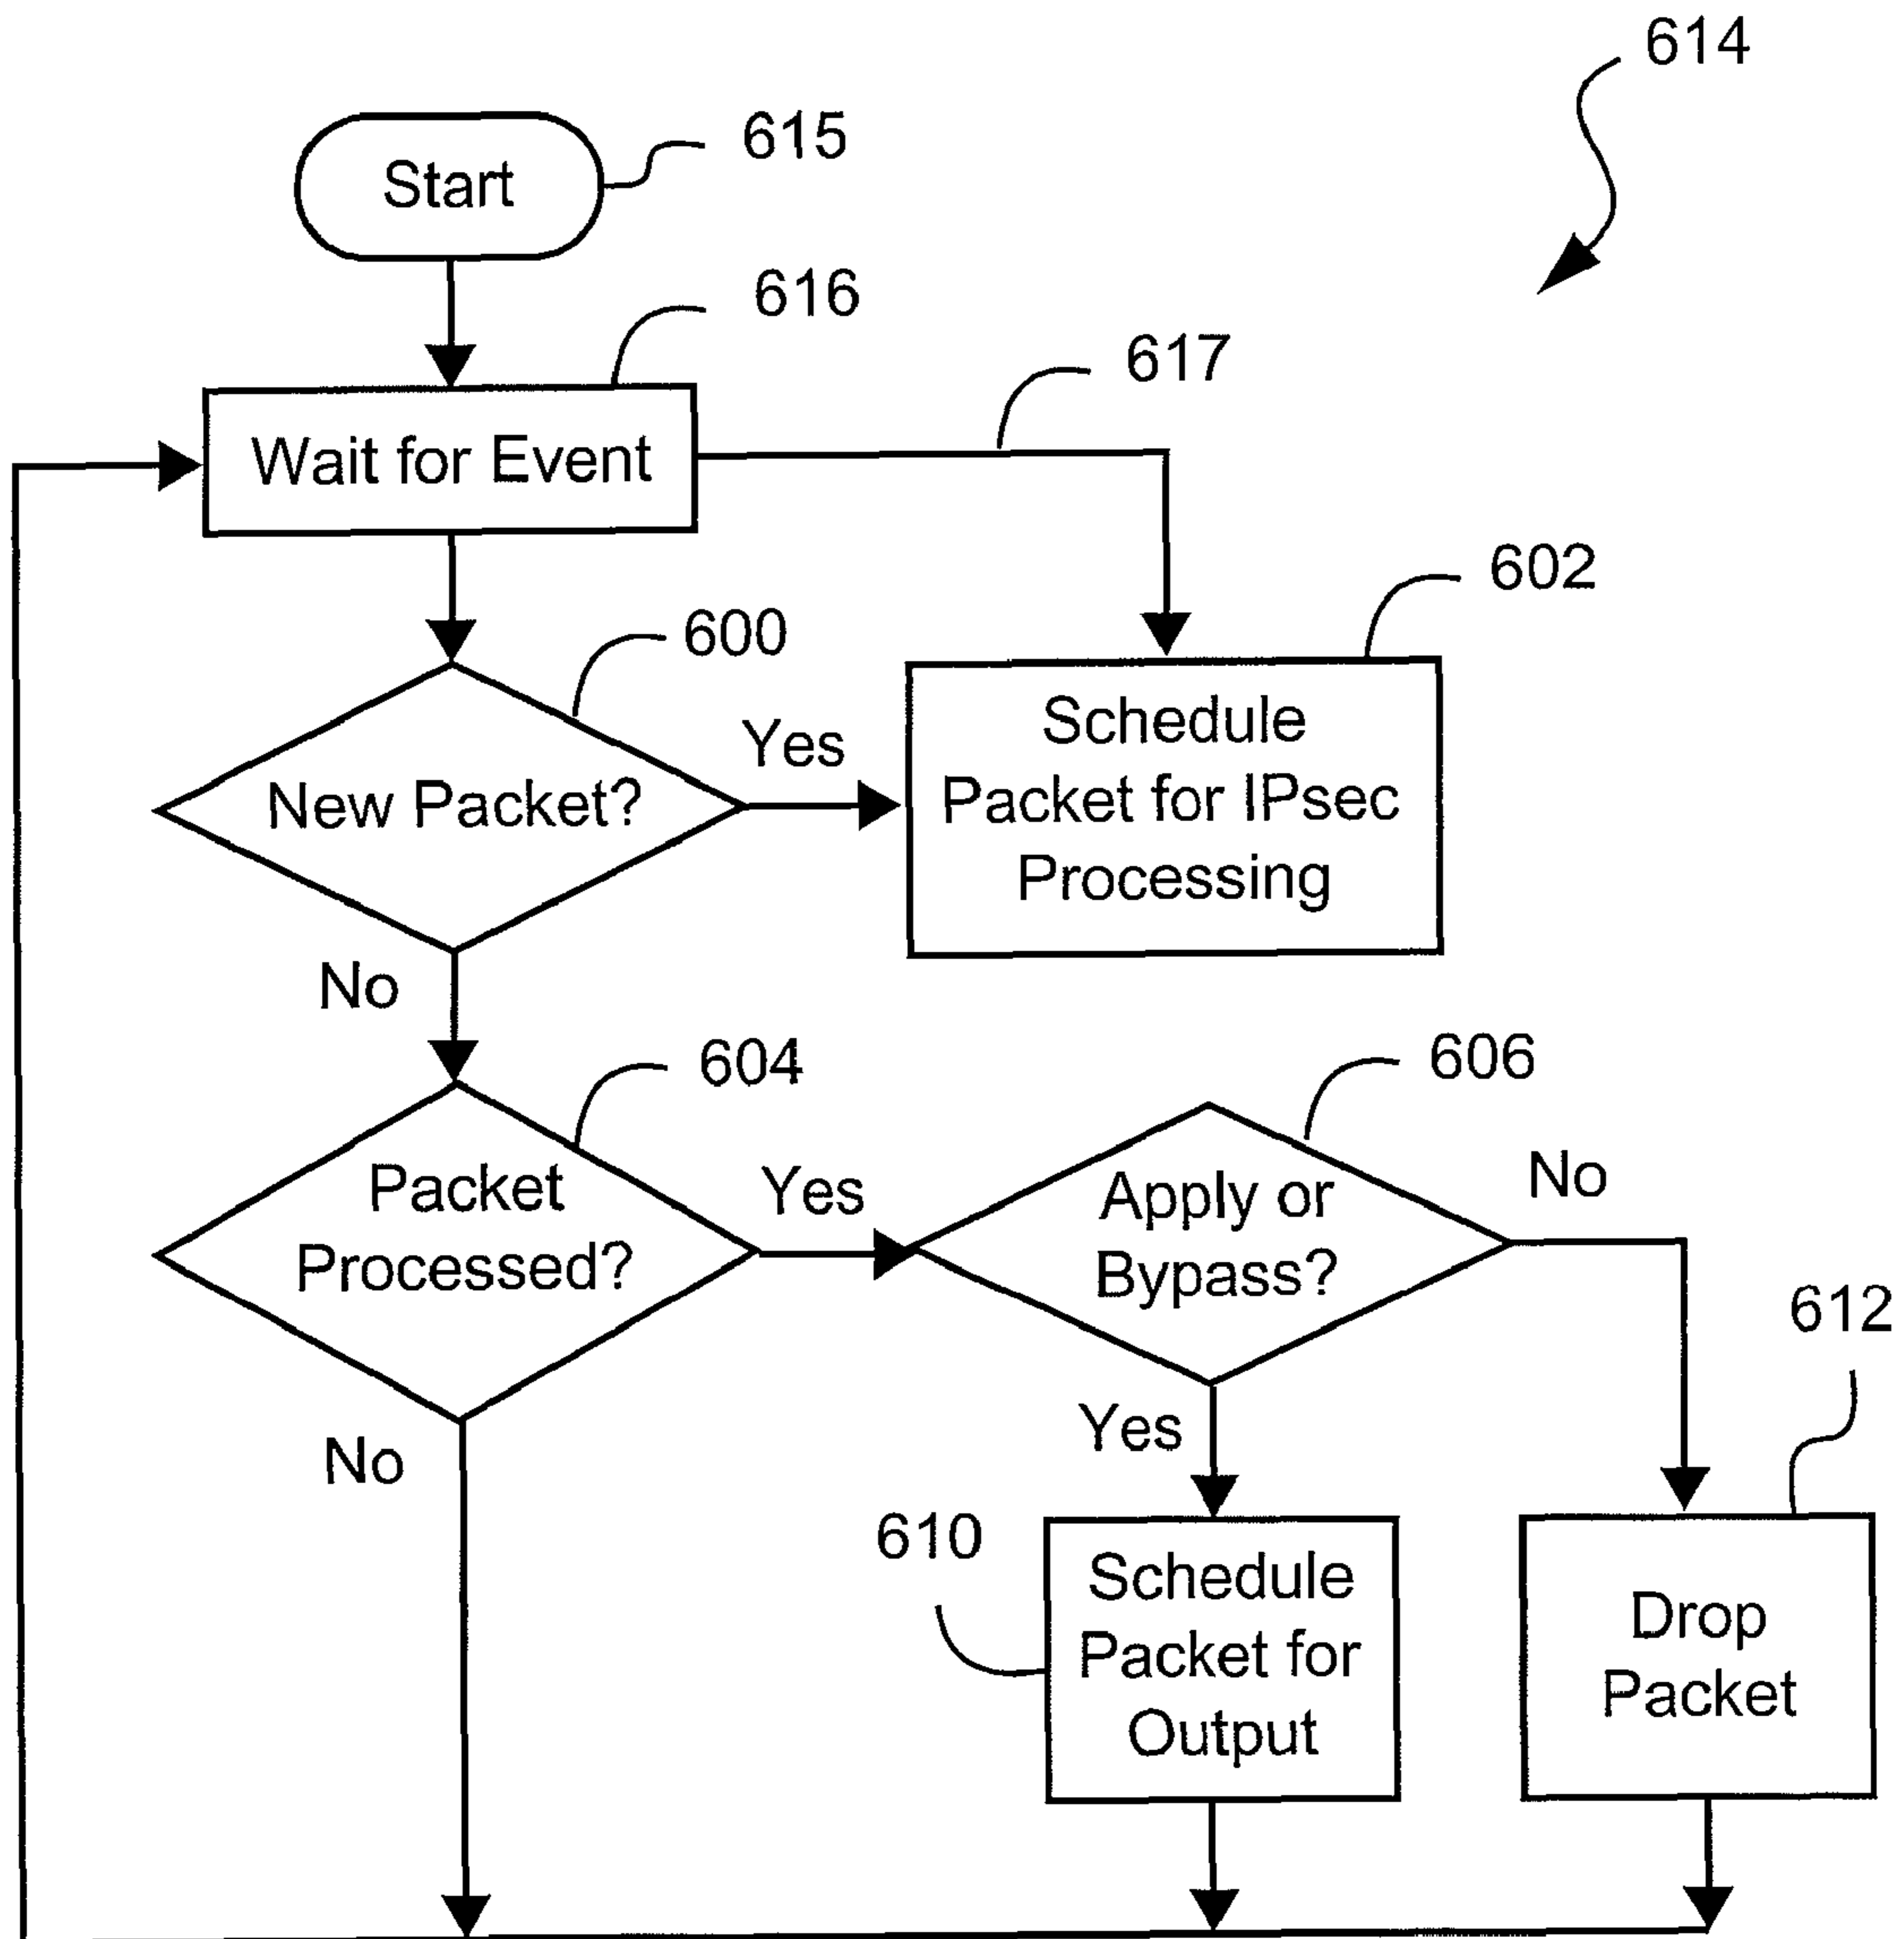 614
615
Start
616
617
Wait for Event
602
600
Schedule
Packet for IPsec
Processing
Yes
New Packet?
No
604
606
Packet
Processed?
Yes
Apply or
Bypass?
No
612
Yes
No
610
Schedule
Packet for
Output
Drop
Packet